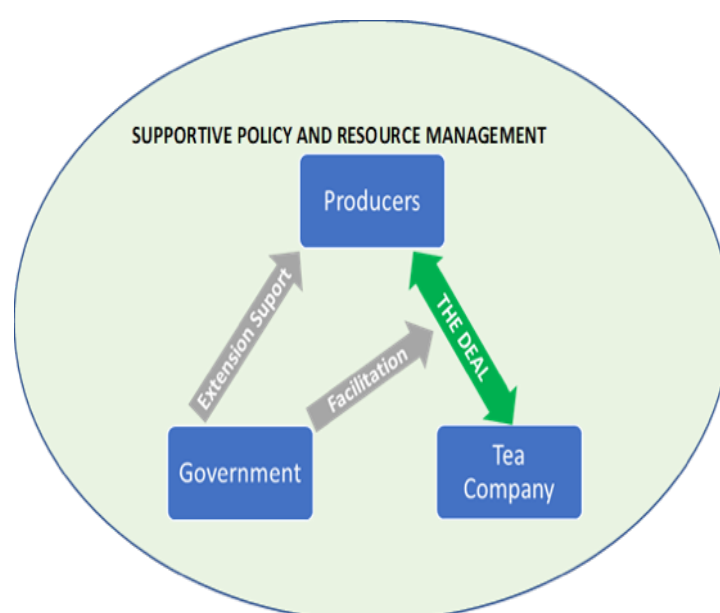 SUPPORTIVE POLICY AND RESOURCE MANAGEMENT
Producers
Extension Suport
Facilitation
THE DEAL
Government
Tea
Company